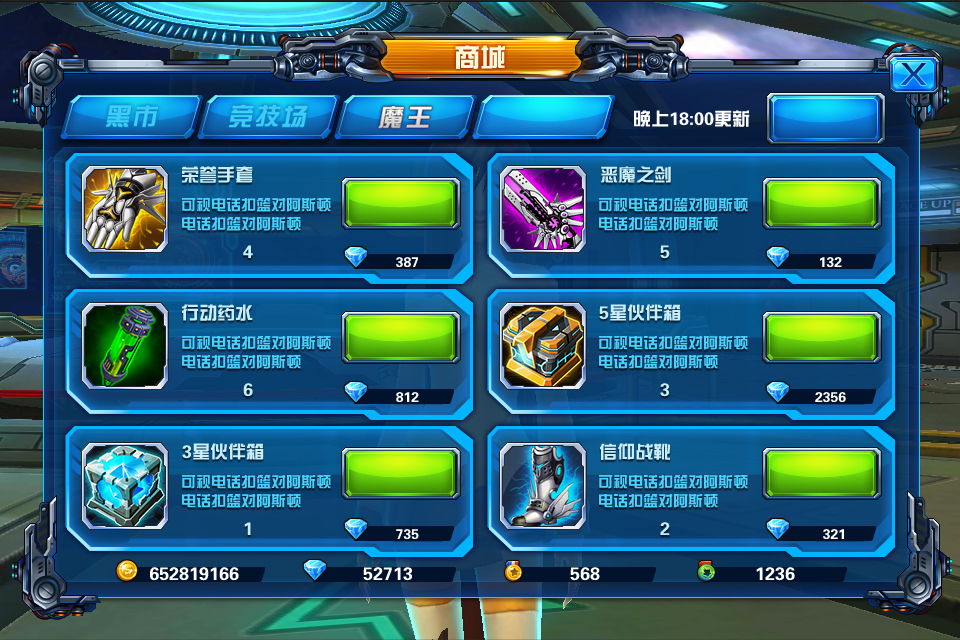 商城
黑市 竞技场 魔王 晚上18:00更新
荣誉手套
可视电话扣篮对阿斯顿
电话扣篮对阿斯顿
4
387
恶魔之剑
可视电话扣篮对阿斯顿
电话扣篮对阿斯顿
5
132
行动药水
可视电话扣篮对阿斯顿
电话扣篮对阿斯顿
6
812
5星伙伴箱
可视电话扣篮对阿斯顿
电话扣篮对阿斯顿
3
2356
3星伙伴箱
可视电话扣篮对阿斯顿
电话扣篮对阿斯顿
1
735
信仰战靴
可视电话扣篮对阿斯顿
电话扣篮对阿斯顿
2
321
652819166 52713 568 1236